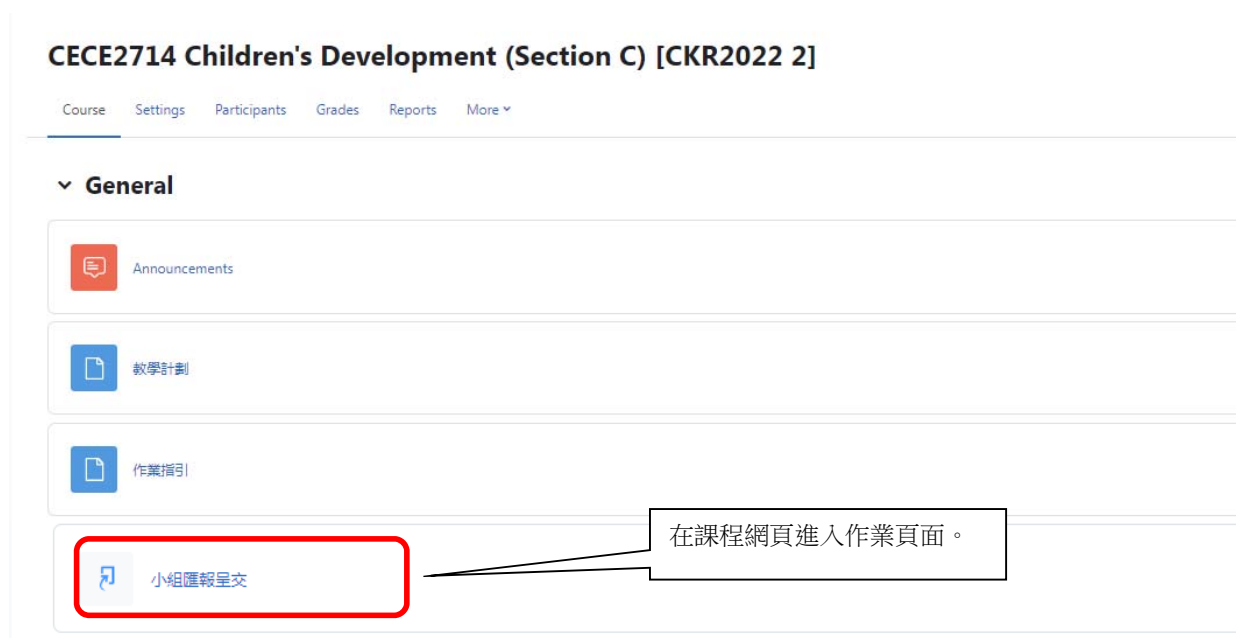 CECE2714 Children's Development (Section C) [CKR2022 2]
Course Settings Participants Grades Reports More
General
Announcements
教學計劃
作業指引
在課程網頁進入作業頁面。
小組匯報呈交